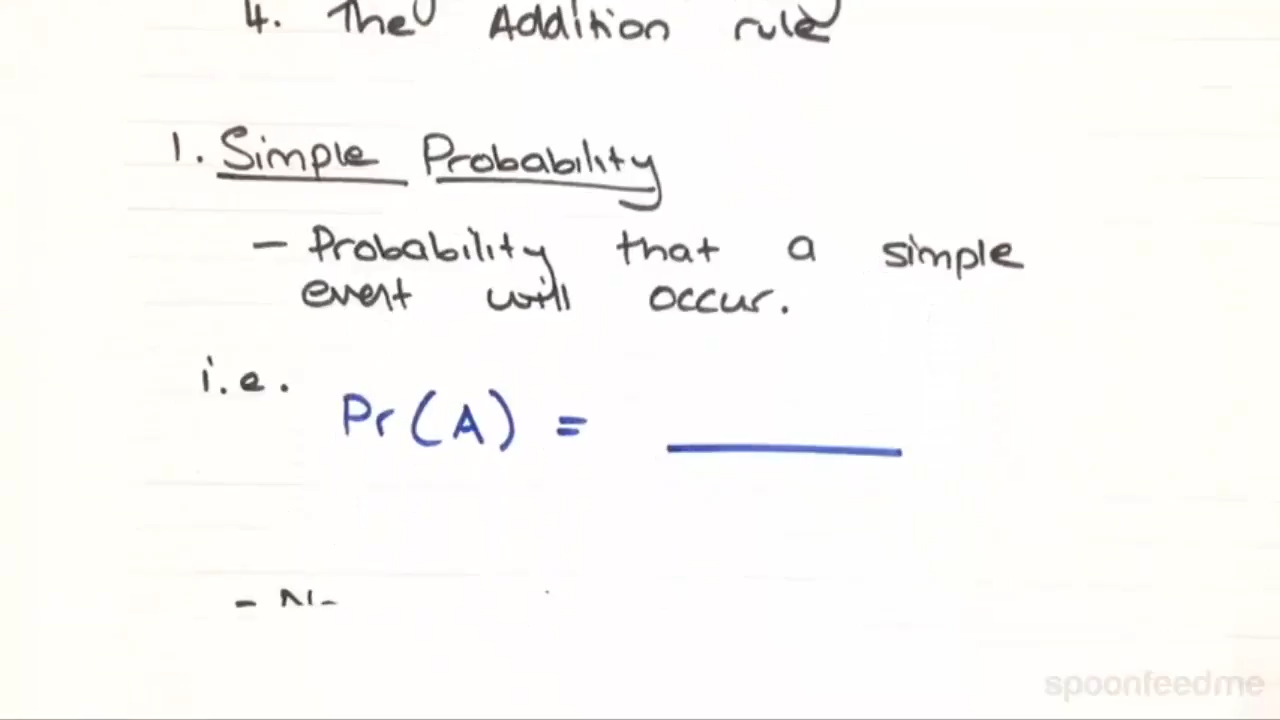 4. The Addition rule
1. Simple Probability
- Probability that a simple
event will occur.
i.e.
Pr(A) =
spoonfeedme